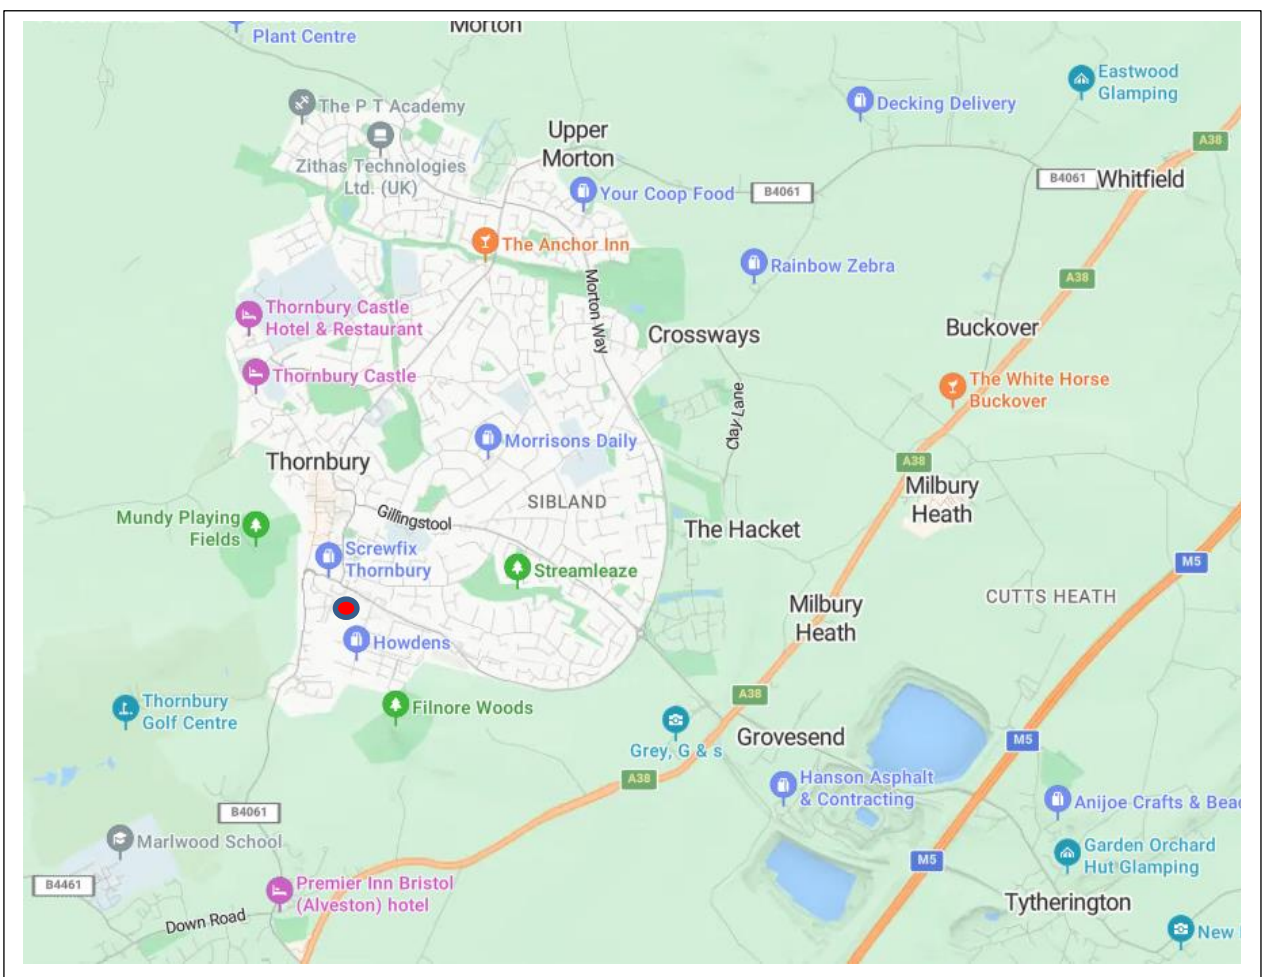 Morton
Plant Centre
Eastwood
Glamping
Decking Delivery
The P T Academy
Upper
Morton
A38
Zithas Technologies
Ltd. (UK)
Your Coop Food
B4061
B4061
Whitfield
The Anchor Inn
Rainbow Zebra
A38
Morton Way
Thornbury Castle
Hotel & Restaurant
Crossways
Buckover
Thornbury Castle
The White Horse
Buckover
Clay Lane
Morrisons Daily
Thornbury
A38
Milbury
Heath
SIBLAND
Gillingstool
Mundy Playing
Fields
The Hacket
Screwfix
Thornbury
Streamleaze
M5
CUTTS HEATH
Milbury
Heath
Howdens
Thornbury
Golf Centre
Filnore Woods
A38
Grey, G & s
Grovesend
M5
A38
Hanson Asphalt
& Contracting
Anijoe Crafts & Bea
B4061
Marlwood School
Garden Orchard
Hut Glamping
M5
B4461
Premier Inn Bristol
(Alveston) hotel
Down Road
Tytherington
New